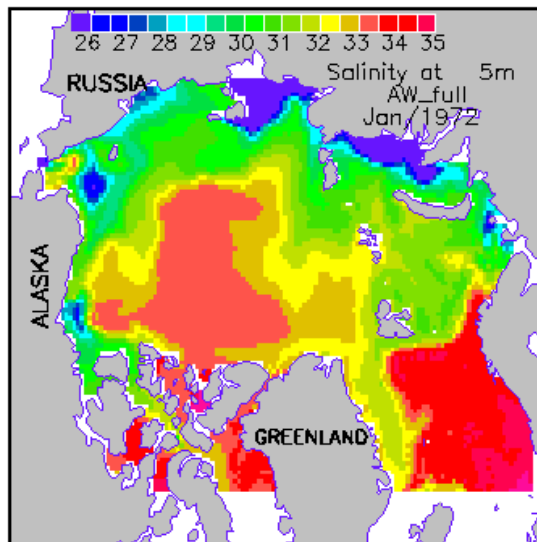 26 27 28 29 30 31 32 33 34 35
RUSSIA
Salinity at 5m
AW_full
Jan/1972
ALASKA
GREENLAND